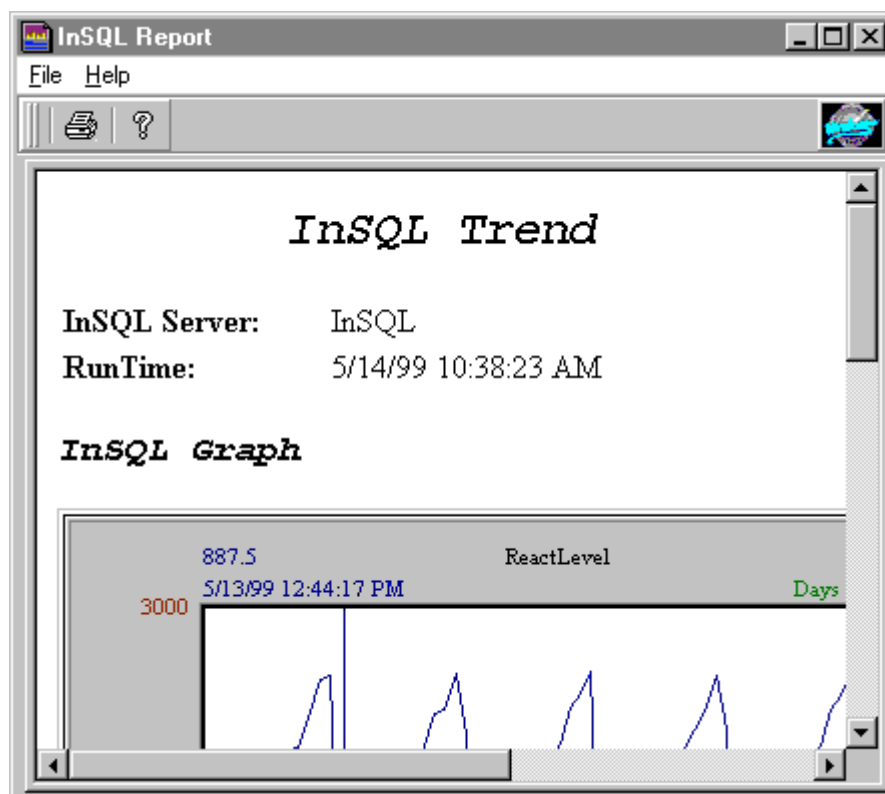 InSQL Report
File Help
InSQL Trend
InSQL Server: InSQL
RunTime: 5/14/99 10:38:23 AM
InSQL Graph
887.5 ReactLevel
5/13/99 12:44:17 PM Days
3000